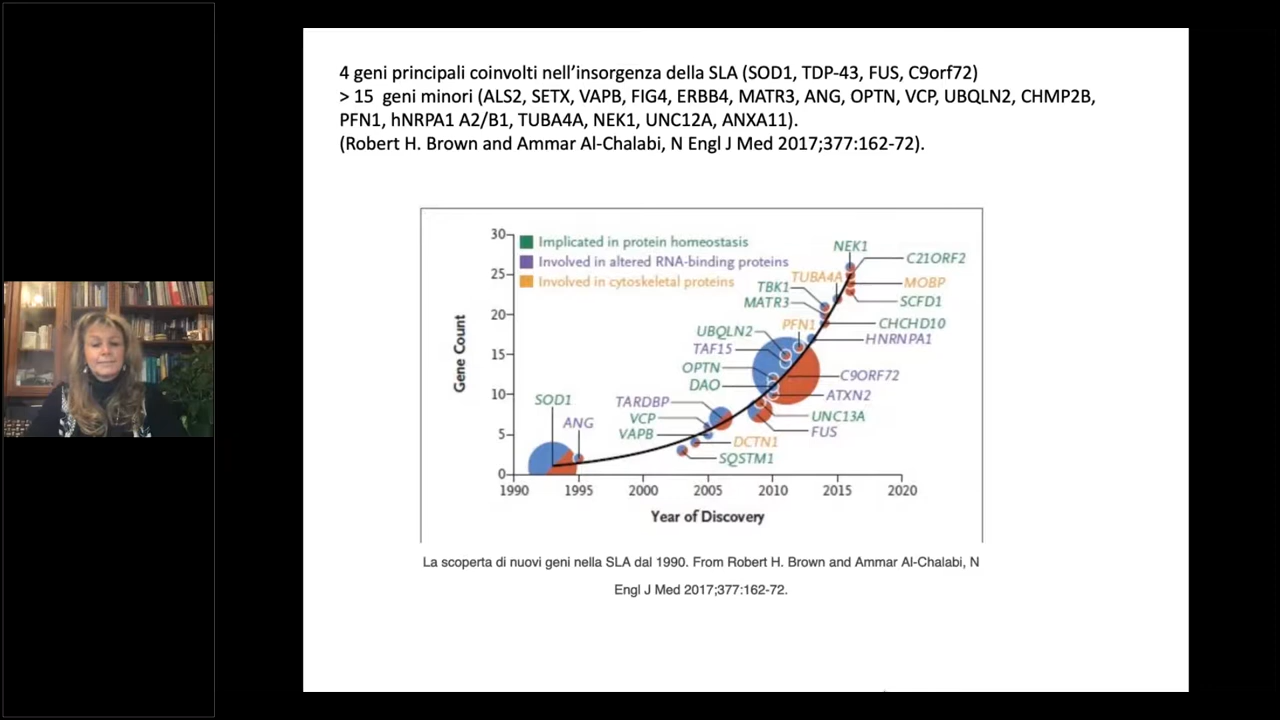 4 geni principali coinvolti nell'insorgenza della SLA (SOD1, TDP-43, FUS, C9orf72)
> 15 geni minori (ALS2, SETX, VAPB, FIG4, ERBB4, MATR3, ANG, OPTN, VCP, UBQLN2, CHMP2B,
PFN1, hNRPA1 A2/B1, TUBA4A, NEK1, UNC12A, ANXA11).
(Robert H. Brown and Ammar Al-Chalabi, N Engl J Med 2017;377:162-72).
30
Implicated in protein homeostasis
NEK1
Involved in altered RNA-binding proteins
C21ORF2
25
Involved in cytoskeletal proteins
TUBA4A
MOBP
TBK1
MATR3
SCFD1
20
PFN1
CHCHD10
UBQLN2
HNRNPA1
TAF15
15
OPTN
C9ORF72
DAO
10
ATXN2
SOD1
TARDBP
UNC13A
ANG
VCP
FUS
5
VAPB
DCTN1
SQSTM1
0
Gene Count
1990 1995 2000 2005 2010 2015 2020
Year of Discovery
La scoperta di nuovi geni nella SLA dal 1990. From Robert H. Brown and Ammar Al-Chalabi, N
Engl J Med 2017;377:162-72.